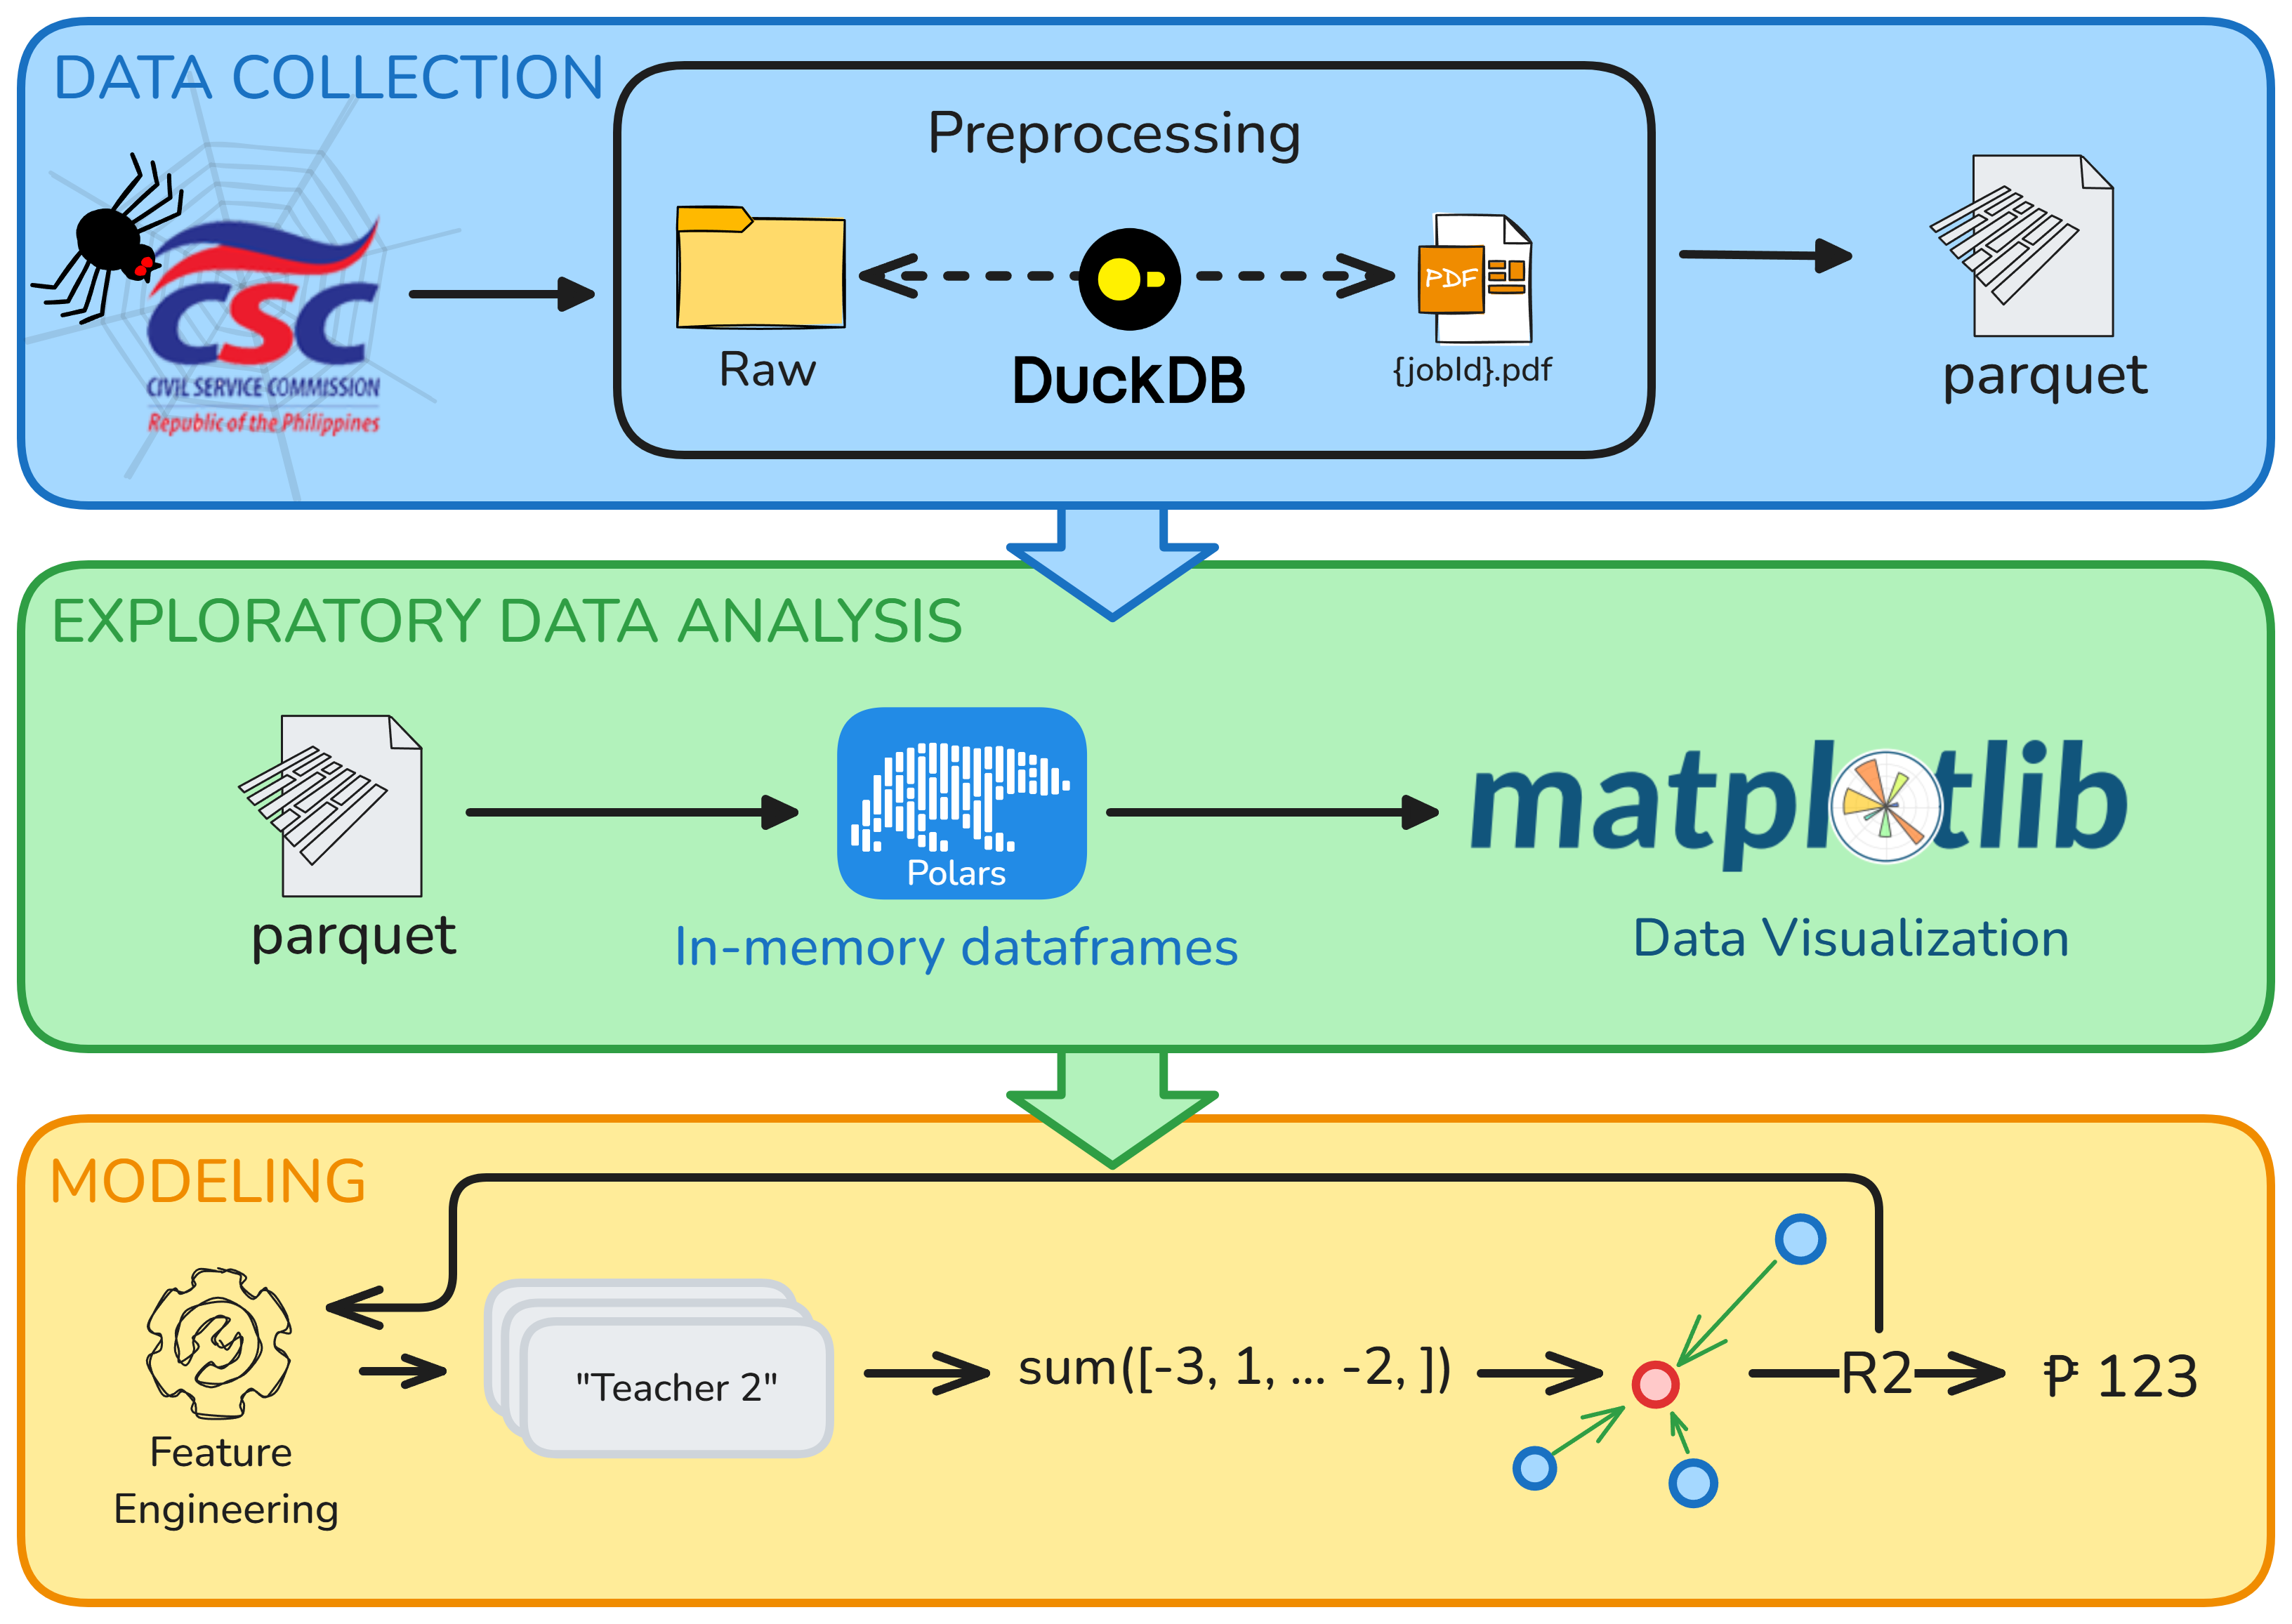 DATA COLLECTION
Preprocessing
CSC
CIVIL SERVICE COMMISSION
Republic of the Philippines
Raw
DuckDB
PDF
{jobId}.pdf
parquet
EXPLORATORY DATA ANALYSIS
parquet
Polars
In-memory dataframes
matplotlib
Data Visualization
MODELING
Feature
Engineering
"Teacher 2"
sum([-3, 1, ... -2, ])
R2
₱ 123